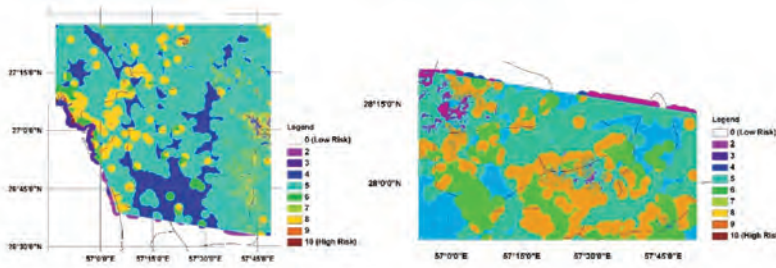 27°15'0"N
27°0'0"N
26°45'0"N
26°30'0"N
57°0'0"E 57°15'0"E 57°30'0"E 57°45'0"E
Legend
0 (Low Risk)
2
3
4
5
6
7
8
9
10 (High Risk)
28°15'0"N
28°0'0"N
57°0'0"E 57°15'0"E 57°30'0"E 57°45'0"E
Legend
0 (Low Risk)
2
3
4
5
6
7
8
9
10 (High Risk)